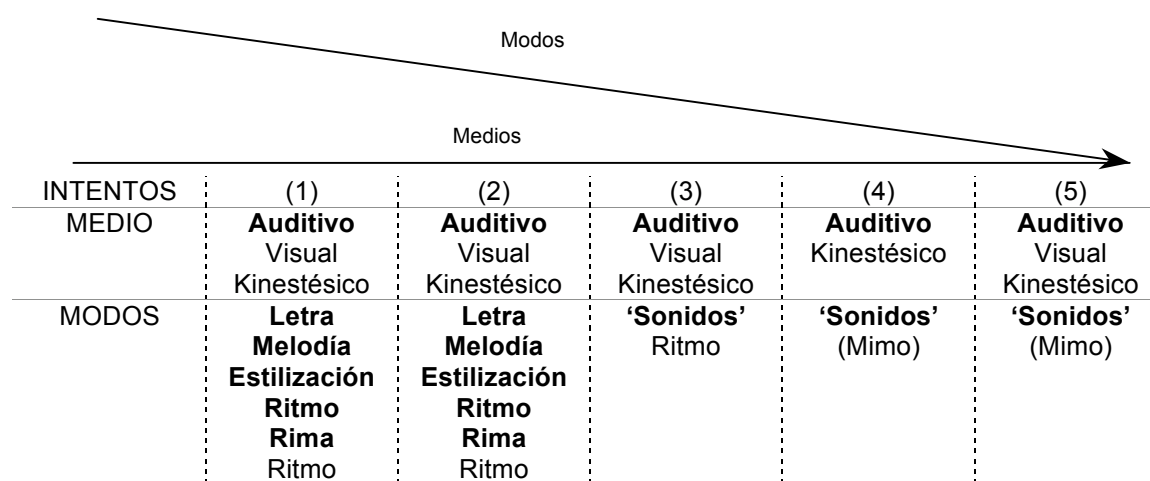 Modos
Medios
INTENTOS (1) (2) (3) (4) (5)
MEDIO Auditivo Auditivo Auditivo Auditivo Auditivo
Visual Visual Visual Kinestésico Visual
Kinestésico Kinestésico Kinestésico Kinestésico
MODOS Letra Letra ‘Sonidos’ ‘Sonidos’ ‘Sonidos’
Melodía Melodía Ritmo (Mimo) (Mimo)
Estilización Estilización
Ritmo Ritmo
Rima Rima
Ritmo Ritmo